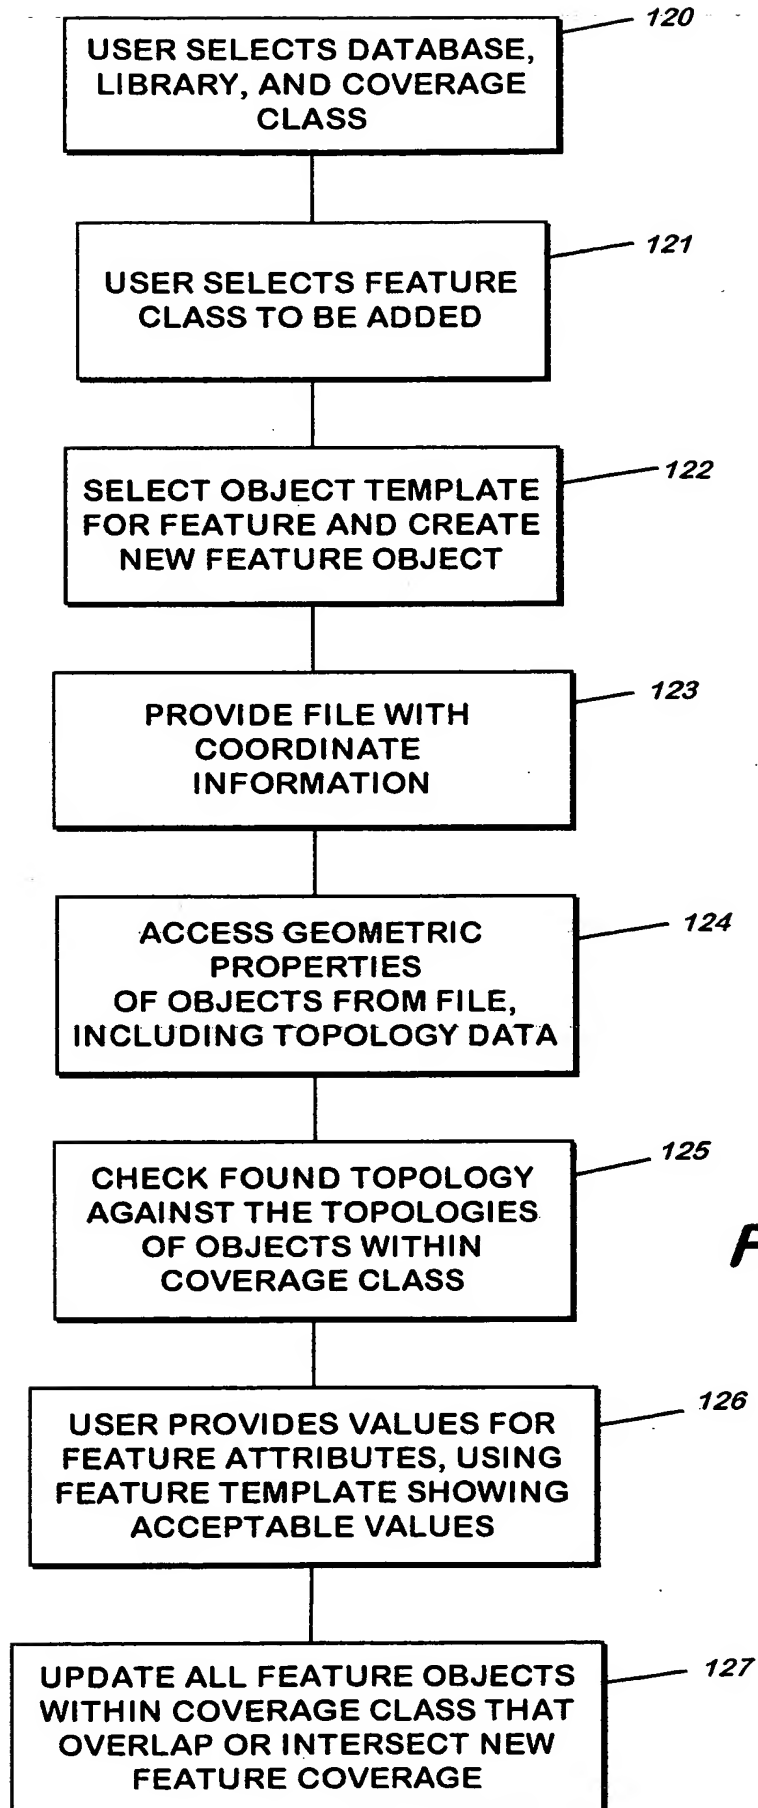 120
USER SELECTS DATABASE,
LIBRARY, AND COVERAGE
CLASS
121
USER SELECTS FEATURE
CLASS TO BE ADDED
122
SELECT OBJECT TEMPLATE
FOR FEATURE AND CREATE
NEW FEATURE OBJECT
123
PROVIDE FILE WITH
COORDINATE
INFORMATION
124
ACCESS GEOMETRIC
PROPERTIES
OF OBJECTS FROM FILE,
INCLUDING TOPOLOGY DATA
125
CHECK FOUND TOPOLOGY
AGAINST THE TOPOLOGIES
OF OBJECTS WITHIN
COVERAGE CLASS
126
USER PROVIDES VALUES FOR
FEATURE ATTRIBUTES, USING
FEATURE TEMPLATE SHOWING
ACCEPTABLE VALUES
127
UPDATE ALL FEATURE OBJECTS
WITHIN COVERAGE CLASS THAT
OVERLAP OR INTERSECT NEW
FEATURE COVERAGE